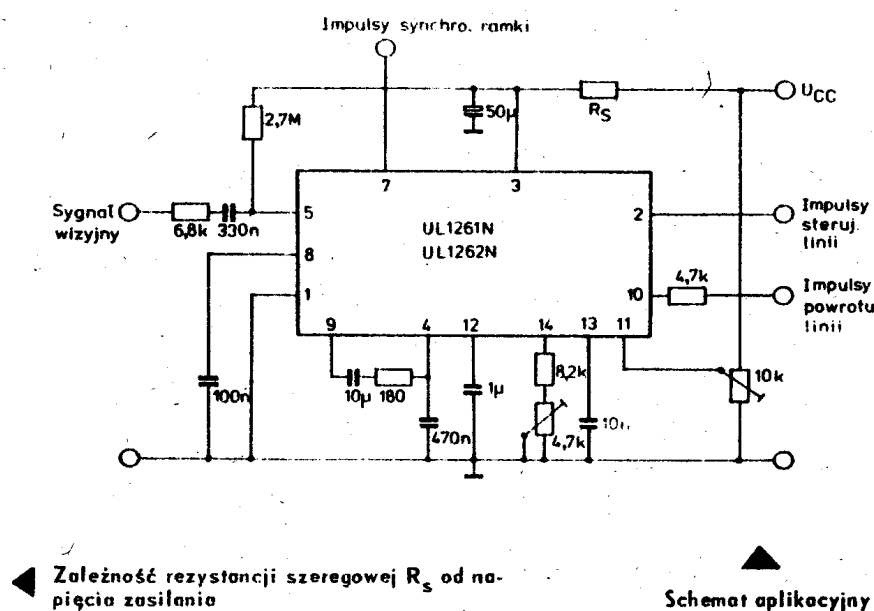 Impulsy synchro. ramki
U_CC
50µ
R_S
2,7M
7
3
Sygnał
wizyjny
6,8k
330n
5
UL1261N
UL1262N
2
Impulsy
steruj.
linii
8
1
10
4,7k
Impulsy
powrotu
linii
9
4
12
14
13
11
100n
10µ
180
470n
1µ
8,2k
4,7k
10n
10k
Zależność rezystancji szeregowej R_s od na-
pięcia zasilania
Schemat aplikacyjny